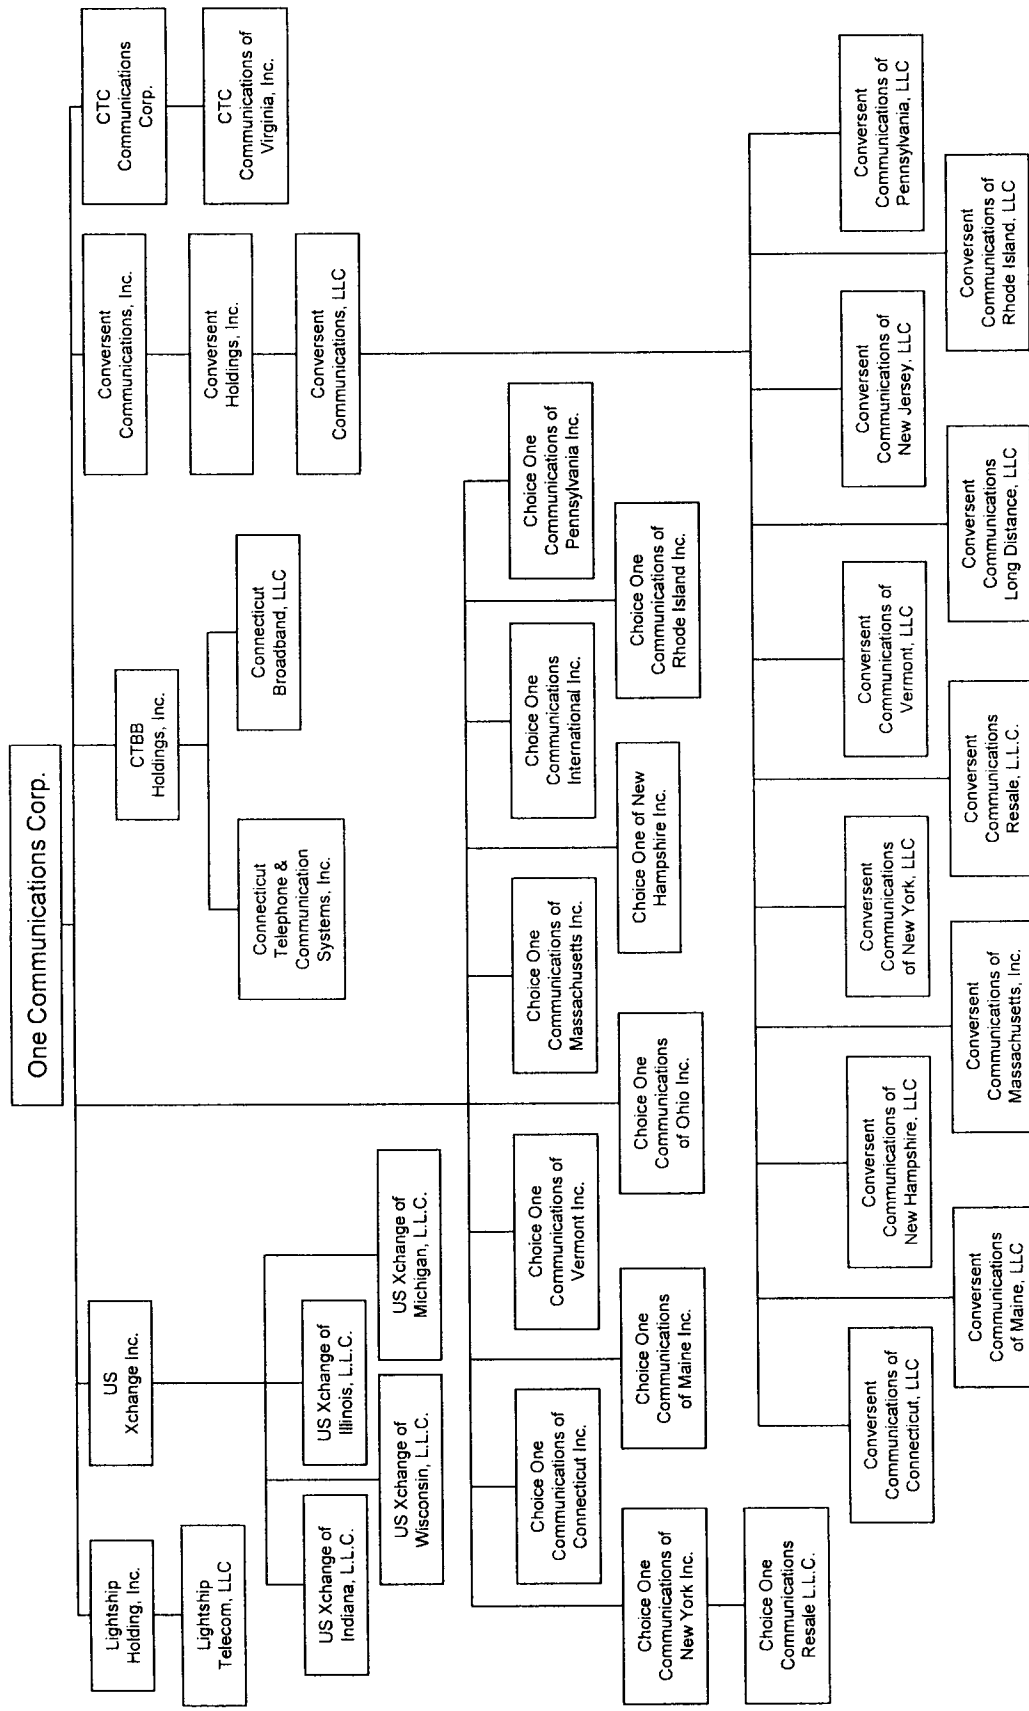 One Communications Corp.
Lightship
Holding, Inc.
Lightship
Telecom, LLC
US
Xchange Inc.
US Xchange of
Indiana, L.L.C.
US Xchange of
Wisconsin, L.L.C.
US Xchange of
Illinois, L.L.C.
US Xchange of
Michigan, L.L.C.
CTBB
Holdings, Inc.
Connecticut
Telephone &
Communication
Systems, Inc.
Connecticut
Broadband, LLC
Conversent
Communications, Inc.
Conversent
Holdings, Inc.
Conversent
Communications, LLC
CTC
Communications
Corp.
CTC
Communications of
Virginia, Inc.
Choice One
Communications of
New York Inc.
Choice One
Communications
Resale L.L.C.
Choice One
Communications of
Connecticut Inc.
Choice One
Communications
of Maine Inc.
Choice One
Communications of
Vermont Inc.
Choice One
Communications
of Ohio Inc.
Choice One
Communications of
Massachusetts Inc.
Choice One of New
Hampshire Inc.
Choice One
Communications
International Inc.
Choice One
Communications of
Rhode Island Inc.
Choice One
Communications of
Pennsylvania Inc.
Conversent
Communications of
Connecticut, LLC
Conversent
Communications
of Maine, LLC
Conversent
Communications of
New Hampshire, LLC
Conversent
Communications of
Massachusetts, Inc.
Conversent
Communications
of New York, LLC
Conversent
Communications
Resale, L.L.C.
Conversent
Communications of
Vermont, LLC
Conversent
Communications
Long Distance, LLC
Conversent
Communications of
New Jersey, LLC
Conversent
Communications of
Rhode Island, LLC
Conversent
Communications of
Pennsylvania, LLC